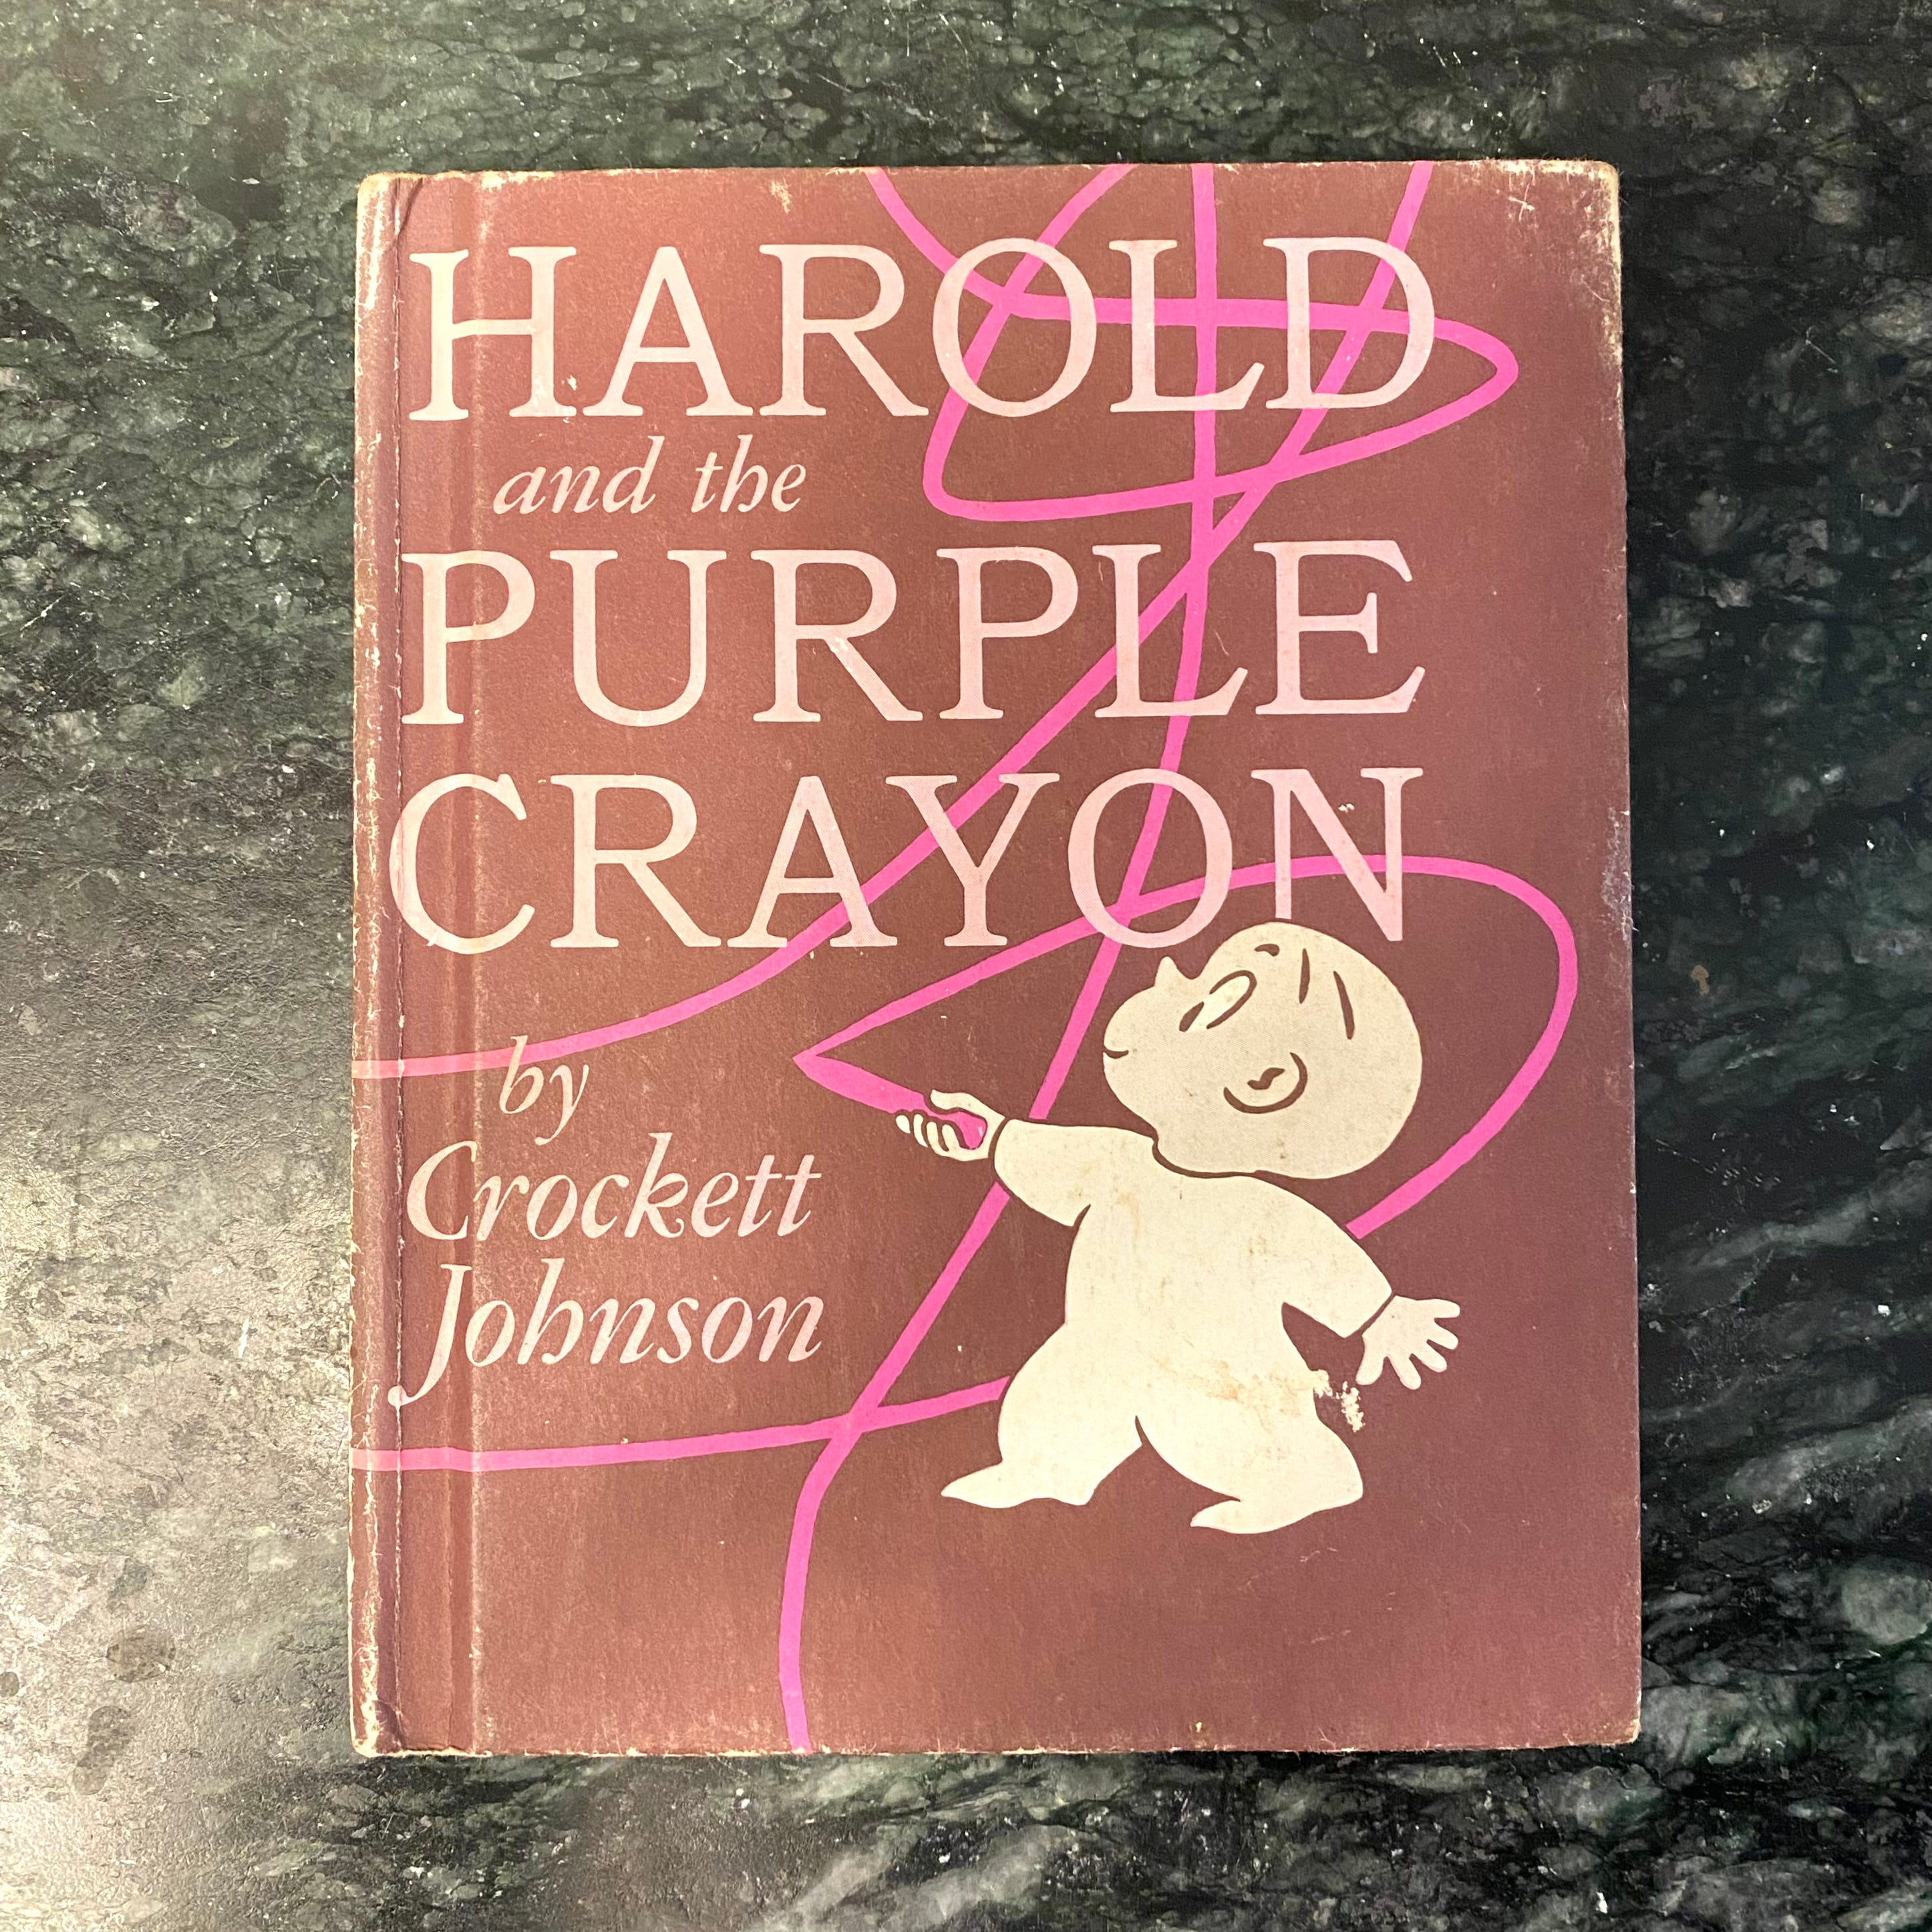 HAROLD
and the
PURPLE
CRAYON
by
Crockett
Johnson